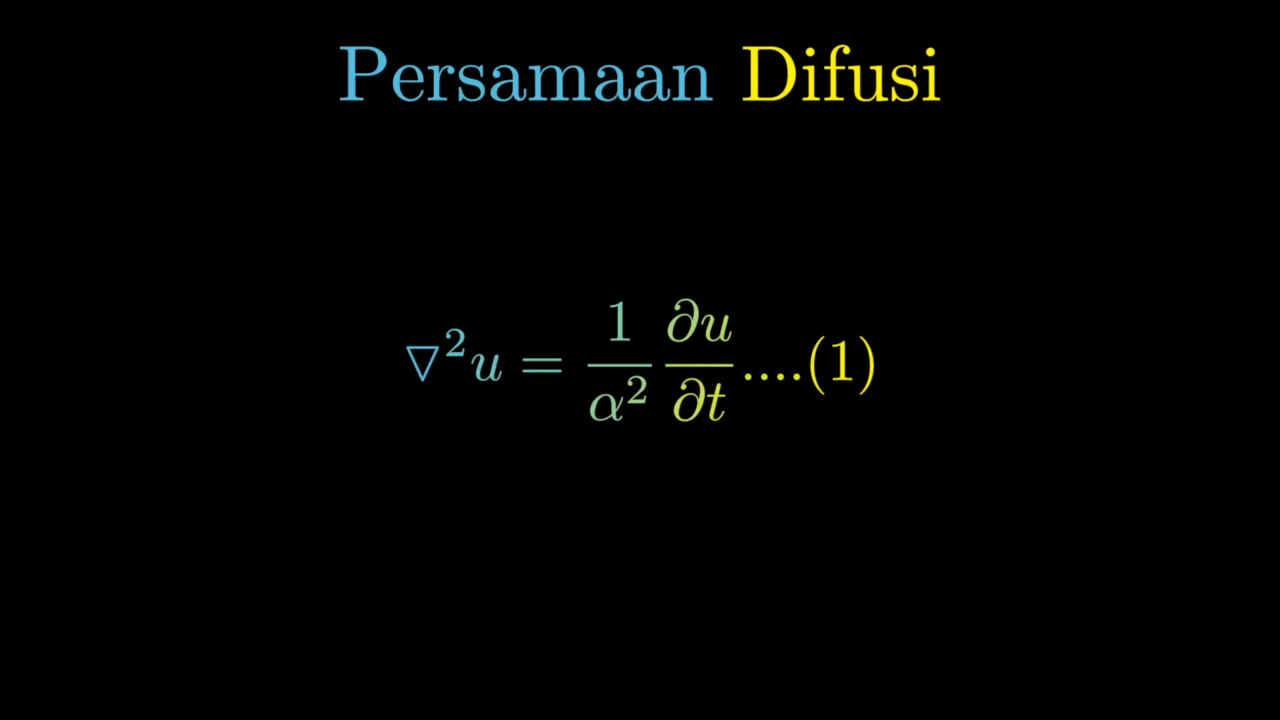 Persamaan Difusi
▽²u = 1/α² ∂u/∂t ....(1)